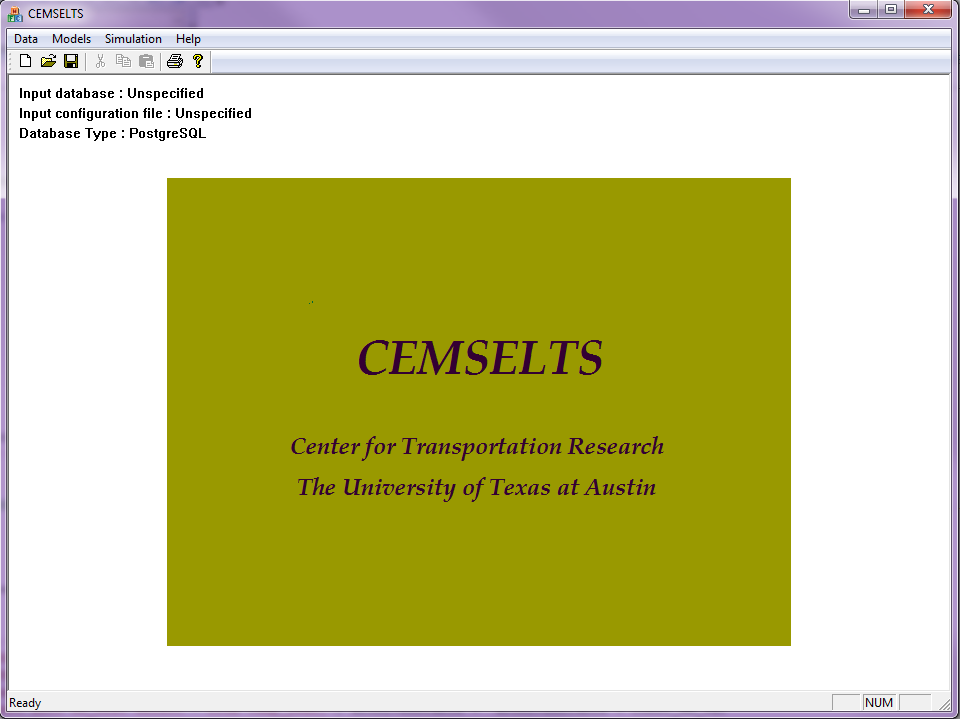 CEMSELTS
Data Models Simulation Help
Input database : Unspecified
Input configuration file : Unspecified
Database Type : PostgreSQL
CEMSELTS
Center for Transportation Research
The University of Texas at Austin
Ready NUM